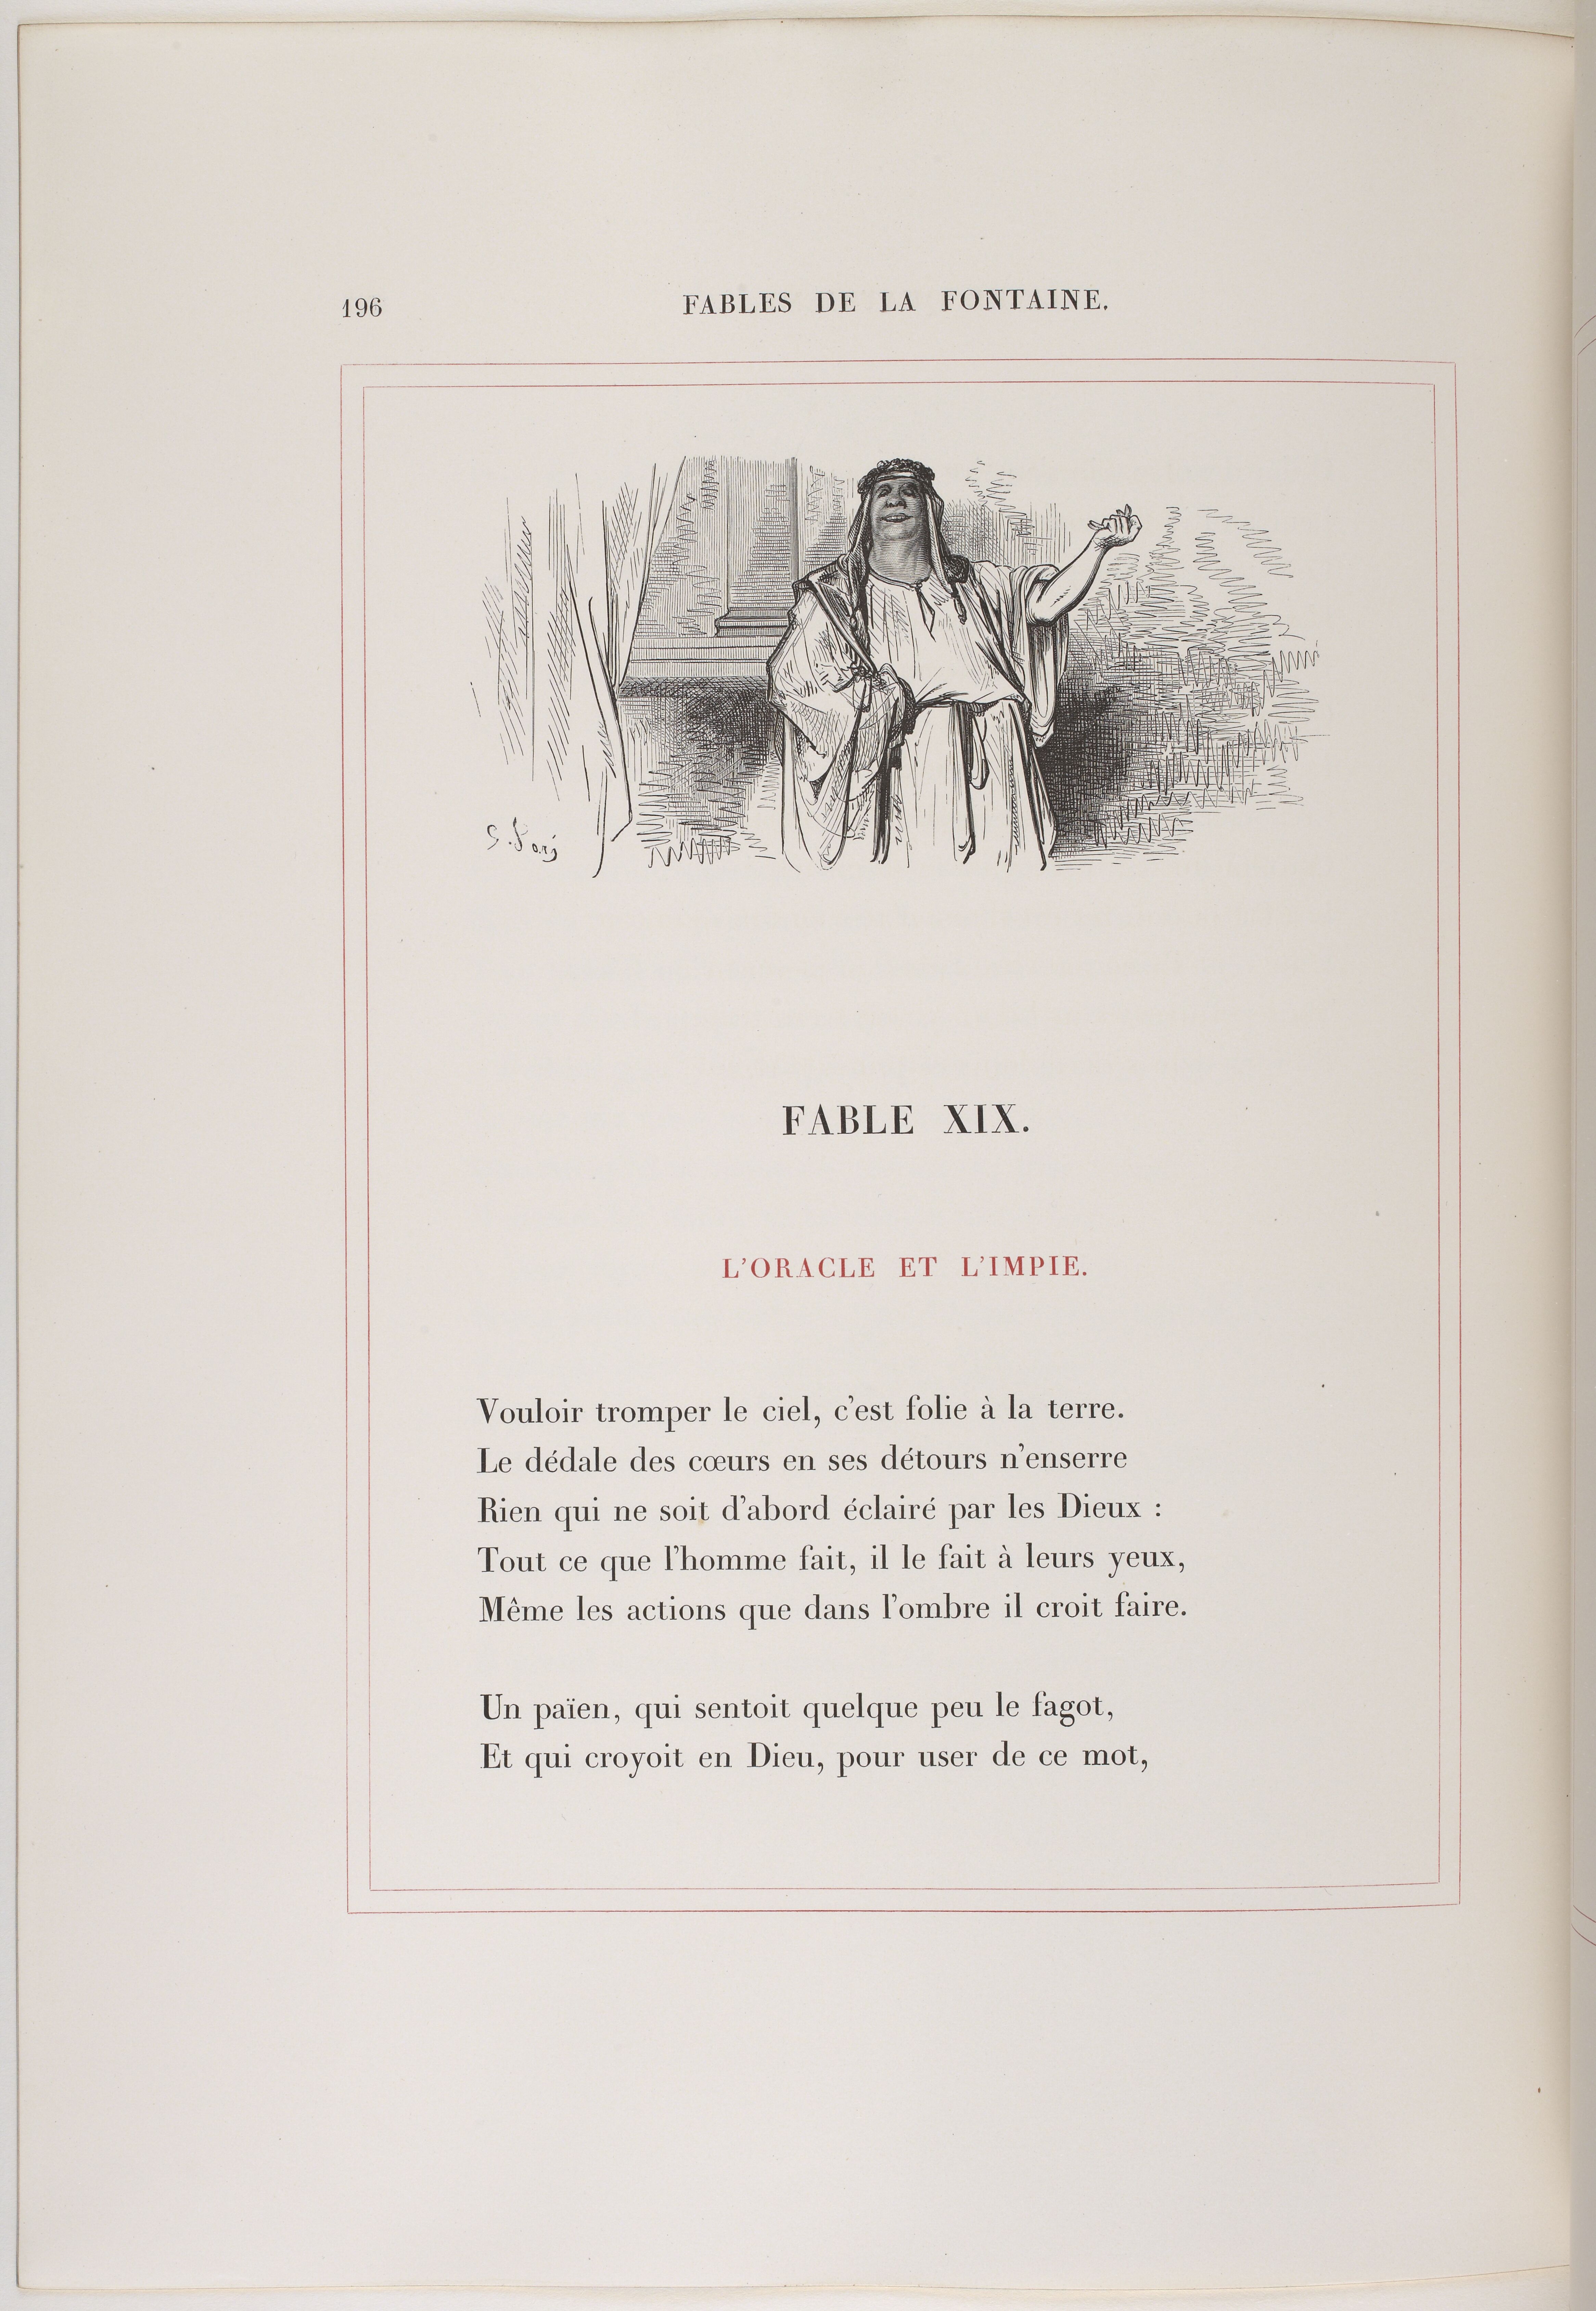 196
FABLES DE LA FONTAINE.
G. Doré
FABLE XIX.
L'ORACLE ET L'IMPIE.
Vouloir tromper le ciel, c'est folie à la terre.
Le dédale des cœurs en ses détours n'enserre
Rien qui ne soit d'abord éclairé par les Dieux :
Tout ce que l'homme fait, il le fait à leurs yeux,
Même les actions que dans l'ombre il croit faire.
Un païen, qui sentoit quelque peu le fagot,
Et qui croyoit en Dieu, pour user de ce mot,